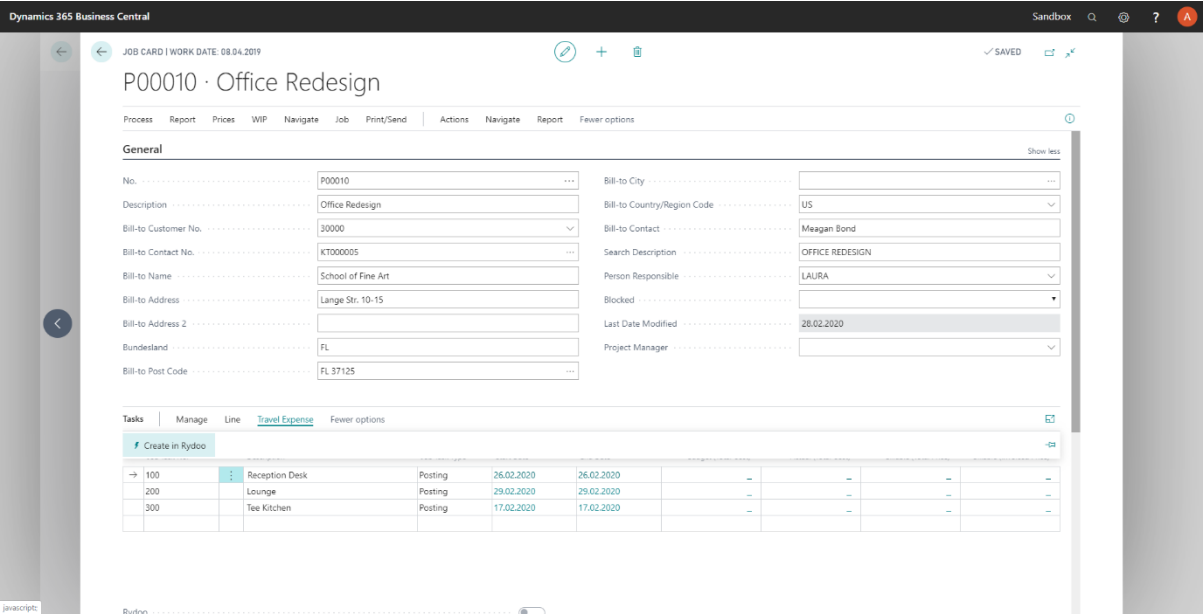 Dynamics 365 Business Central
Sandbox ? A
JOB CARD | WORK DATE: 08.04.2019
SAVED
P00010 · Office Redesign
Process Report Prices WIP Navigate Job Print/Send Actions Navigate Report Fewer options
General
Show less
No. P00010 Bill-to City
Description Office Redesign Bill-to Country/Region Code US
Bill-to Customer No. 30000 Bill-to Contact Meagan Bond
Bill-to Contact No. KT000005 Search Description OFFICE REDESIGN
Bill-to Name School of Fine Art Person Responsible LAURA
Bill-to Address Lange Str. 10-15 Blocked
Bill-to Address 2 Last Date Modified 28.02.2020
Bundesland FL Project Manager
Bill-to Post Code FL 37125
Tasks Manage Line Travel Expense Fewer options
Create in Rydoo
100 Reception Desk Posting 26.02.2020 26.02.2020 _ _ _ _
200 Lounge Posting 29.02.2020 29.02.2020 _ _ _ _
300 Tee Kitchen Posting 17.02.2020 17.02.2020 _ _ _ _
Rydoo
javascript: